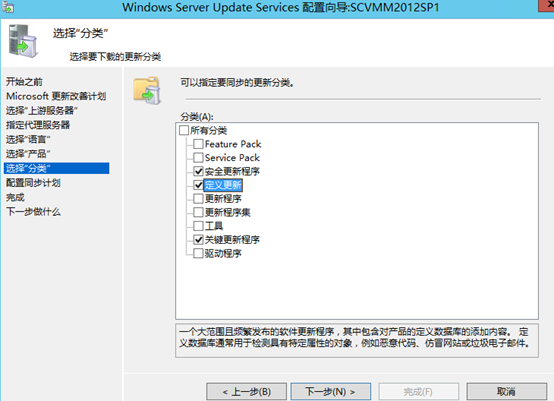 Windows Server Update Services 配置向导:SCVMM2012SP1
选择“分类”
选择要下载的更新分类
开始之前
Microsoft 更新改善计划
选择“上游服务器”
指定代理服务器
选择“语言”
选择“产品”
选择“分类”
配置同步计划
完成
下一步做什么
可以指定要同步的更新分类。
分类(A):
所有分类
Feature Pack
Service Pack
安全更新程序
定义更新
更新程序
更新程序集
工具
关键更新程序
驱动程序
一个大范围且频繁发布的软件更新程序，其中包含对产品的定义数据库的添加内容。 定
义数据库通常用于检测具有特定属性的对象，例如恶意代码、仿冒网站或垃圾电子邮件。
< 上一步(B)
下一步(N) >
完成(F)
取消